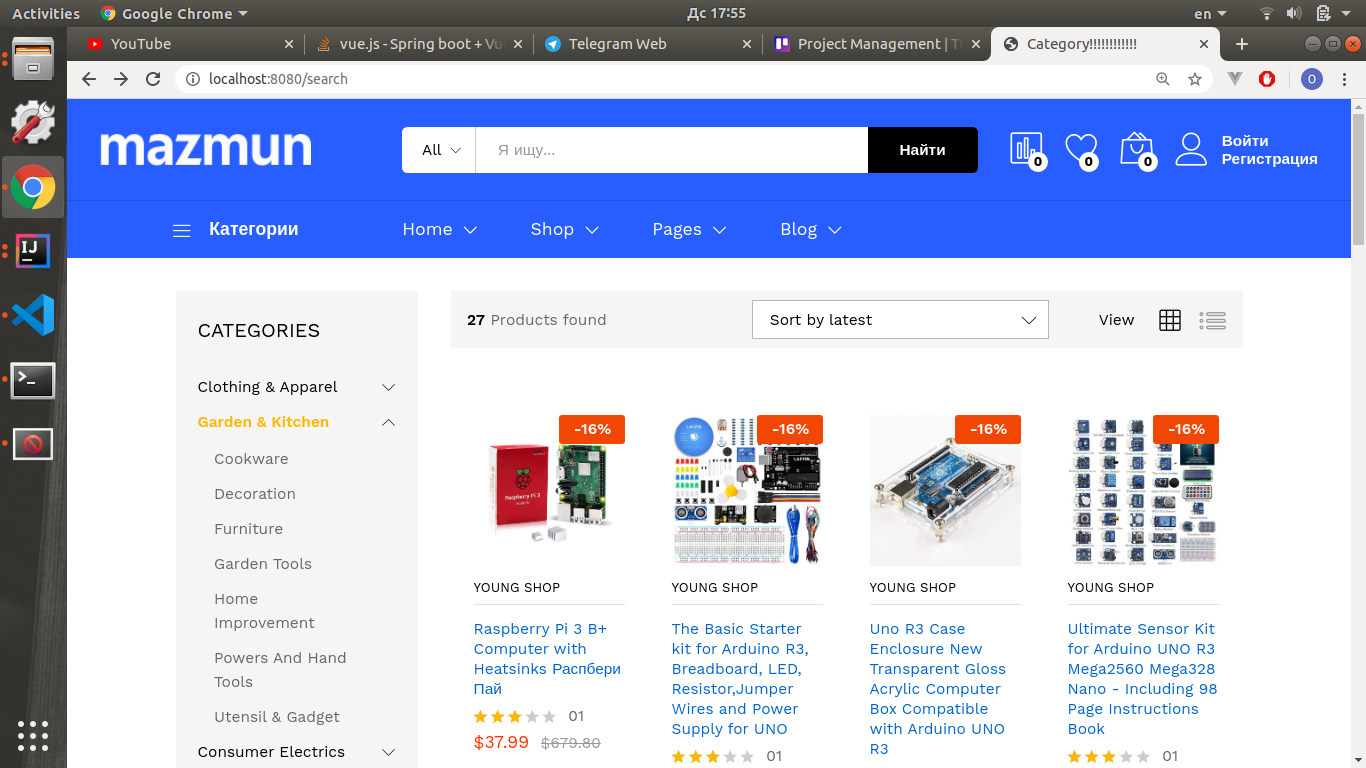 Activities
Google Chrome
Дс 17:55
en
YouTube
vue.js - Spring boot + Vu
Telegram Web
Project Management | Tr
Category!!!!!!!!!!!!
localhost:8080/search
O
mazmun
All
Я ищу...
Найти
0
0
0
Войти
Регистрация
Категории
Home
Shop
Pages
Blog
CATEGORIES
Clothing & Apparel
Garden & Kitchen
Cookware
Decoration
Furniture
Garden Tools
Home
Improvement
Powers And Hand
Tools
Utensil & Gadget
Consumer Electrics
27 Products found
Sort by latest
View
-16%
Raspberry Pi 3
YOUNG SHOP
Raspberry Pi 3 B+
Computer with
Heatsinks Распбери
Пай
01
$37.99 $679.80
-16%
YOUNG SHOP
The Basic Starter
kit for Arduino R3,
Breadboard, LED,
Resistor,Jumper
Wires and Power
Supply for UNO
01
-16%
YOUNG SHOP
Uno R3 Case
Enclosure New
Transparent Gloss
Acrylic Computer
Box Compatible
with Arduino UNO
R3
-16%
YOUNG SHOP
Ultimate Sensor Kit
for Arduino UNO R3
Mega2560 Mega328
Nano - Including 98
Page Instructions
Book
01